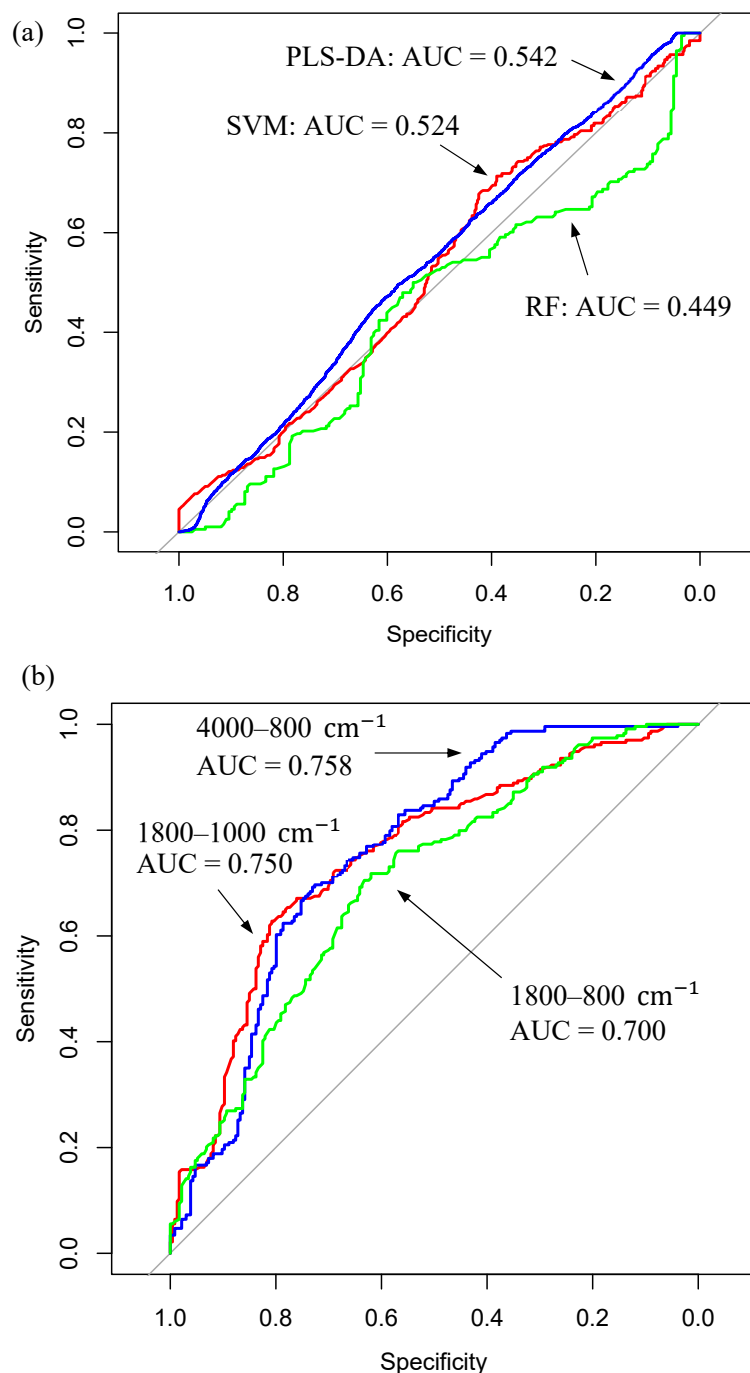 (a)
PLS-DA: AUC = 0.542
SVM: AUC = 0.524
RF: AUC = 0.449
Sensitivity
0.0 0.2 0.4 0.6 0.8 1.0
1.0 0.8 0.6 0.4 0.2 0.0
Specificity
(b)
4000–800 cm⁻¹
AUC = 0.758
1800–1000 cm⁻¹
AUC = 0.750
1800–800 cm⁻¹
AUC = 0.700
Sensitivity
0.0 0.2 0.4 0.6 0.8 1.0
1.0 0.8 0.6 0.4 0.2 0.0
Specificity